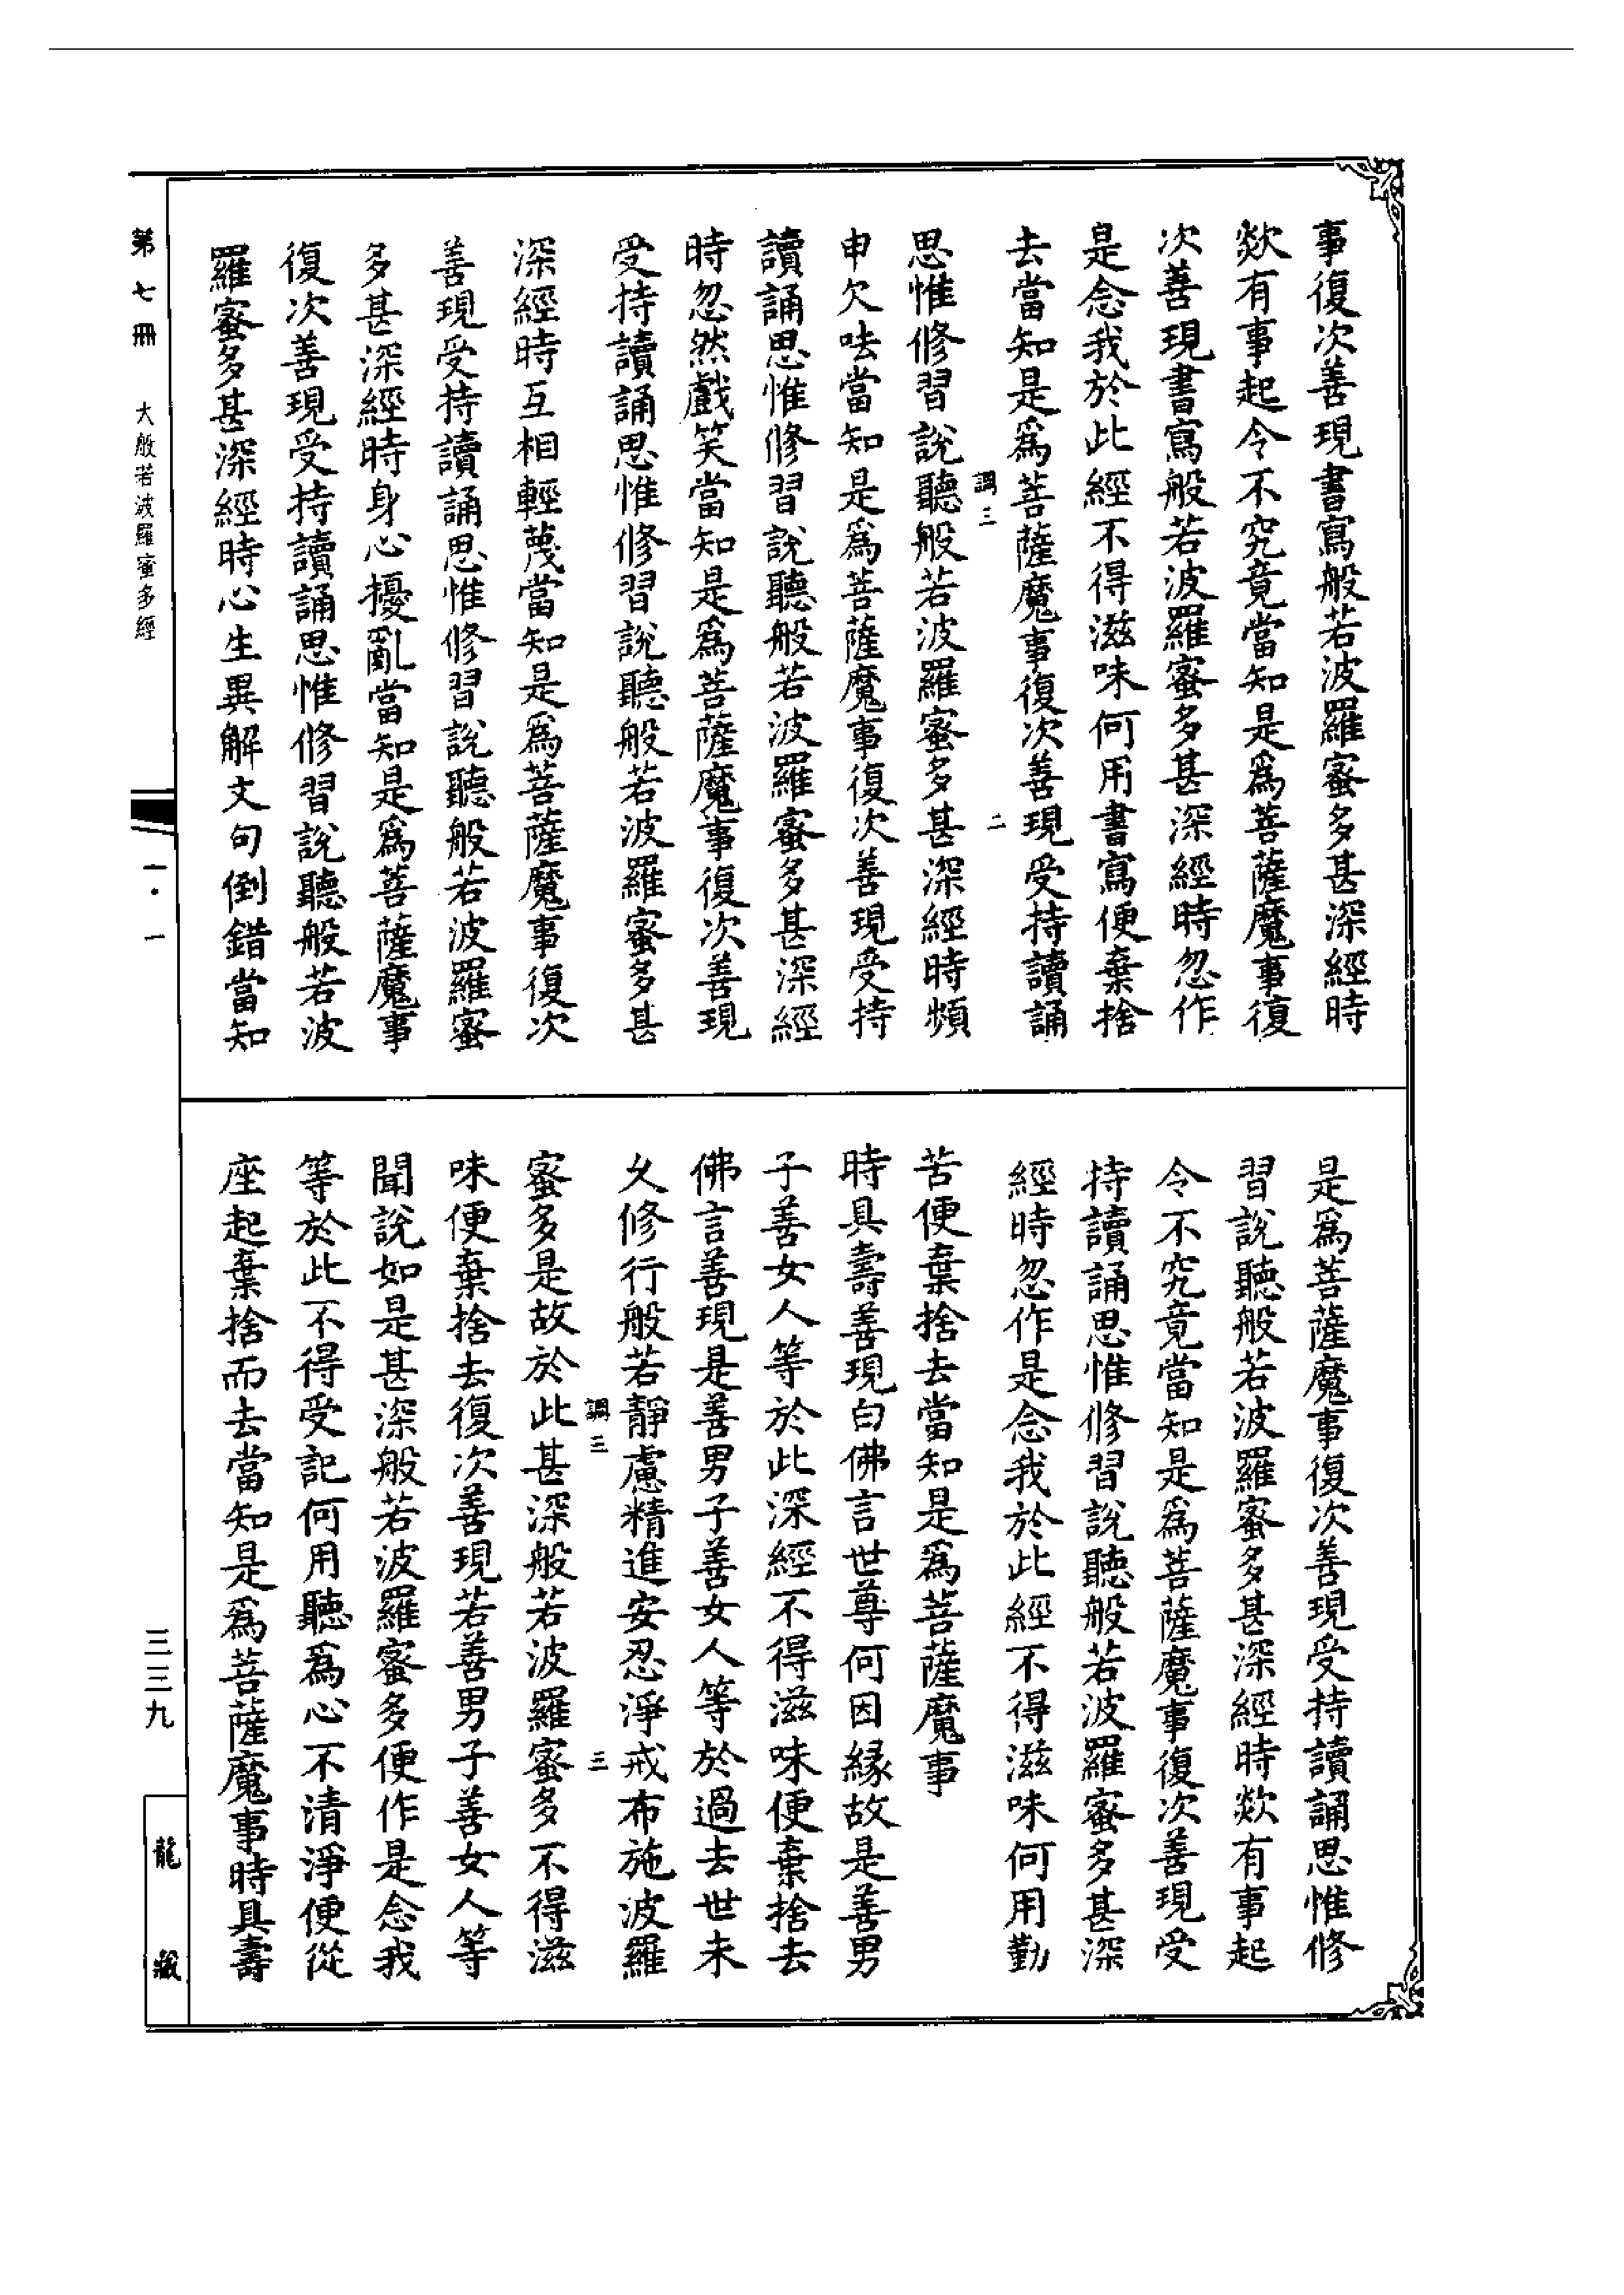 事復次善現書寫般若波羅蜜多甚深經時
欻有事起令不究竟當知是爲菩薩魔事復
次善現書寫般若波羅蜜多甚深經時忽作
是念我於此經不得滋味何用書寫便棄捨
去當知是爲菩薩魔事復次善現受持讀誦
調三
二
思惟修習說聽般若波羅蜜多甚深經時頻
申欠呿當知是爲菩薩魔事復次善現受持
讀誦思惟修習說聽般若波羅蜜多甚深經
時忽然戲笑當知是爲菩薩魔事復次善現
受持讀誦思惟修習說聽般若波羅蜜多甚
深經時互相輕蔑當知是爲菩薩魔事復次
善現受持讀誦思惟修習說聽般若波羅蜜
多甚深經時身心擾亂當知是爲菩薩魔事
復次善現受持讀誦思惟修習說聽般若波
羅蜜多甚深經時心生異解文句倒錯當知
是爲菩薩魔事復次善現受持讀誦思惟修
習說聽般若波羅蜜多甚深經時欻有事起
令不究竟當知是爲菩薩魔事復次善現受
持讀誦思惟修習說聽般若波羅蜜多甚深
經時忽作是念我於此經不得滋味何用勤
苦便棄捨去當知是爲菩薩魔事
時具壽善現白佛言世尊何因緣故是善男
子善女人等於此深經不得滋味便棄捨去
佛言善現是善男子善女人等於過去世未
久修行般若靜慮精進安忍淨戒布施波羅
調三
三
蜜多是故於此甚深般若波羅蜜多不得滋
味便棄捨去復次善現若善男子善女人等
聞說如是甚深般若波羅蜜多便作是念我
等於此不得受記何用聽爲心不清淨便從
座起棄捨而去當知是爲菩薩魔事時具壽
第七冊
大般若波羅蜜多經
一·一
三三九
龍藏